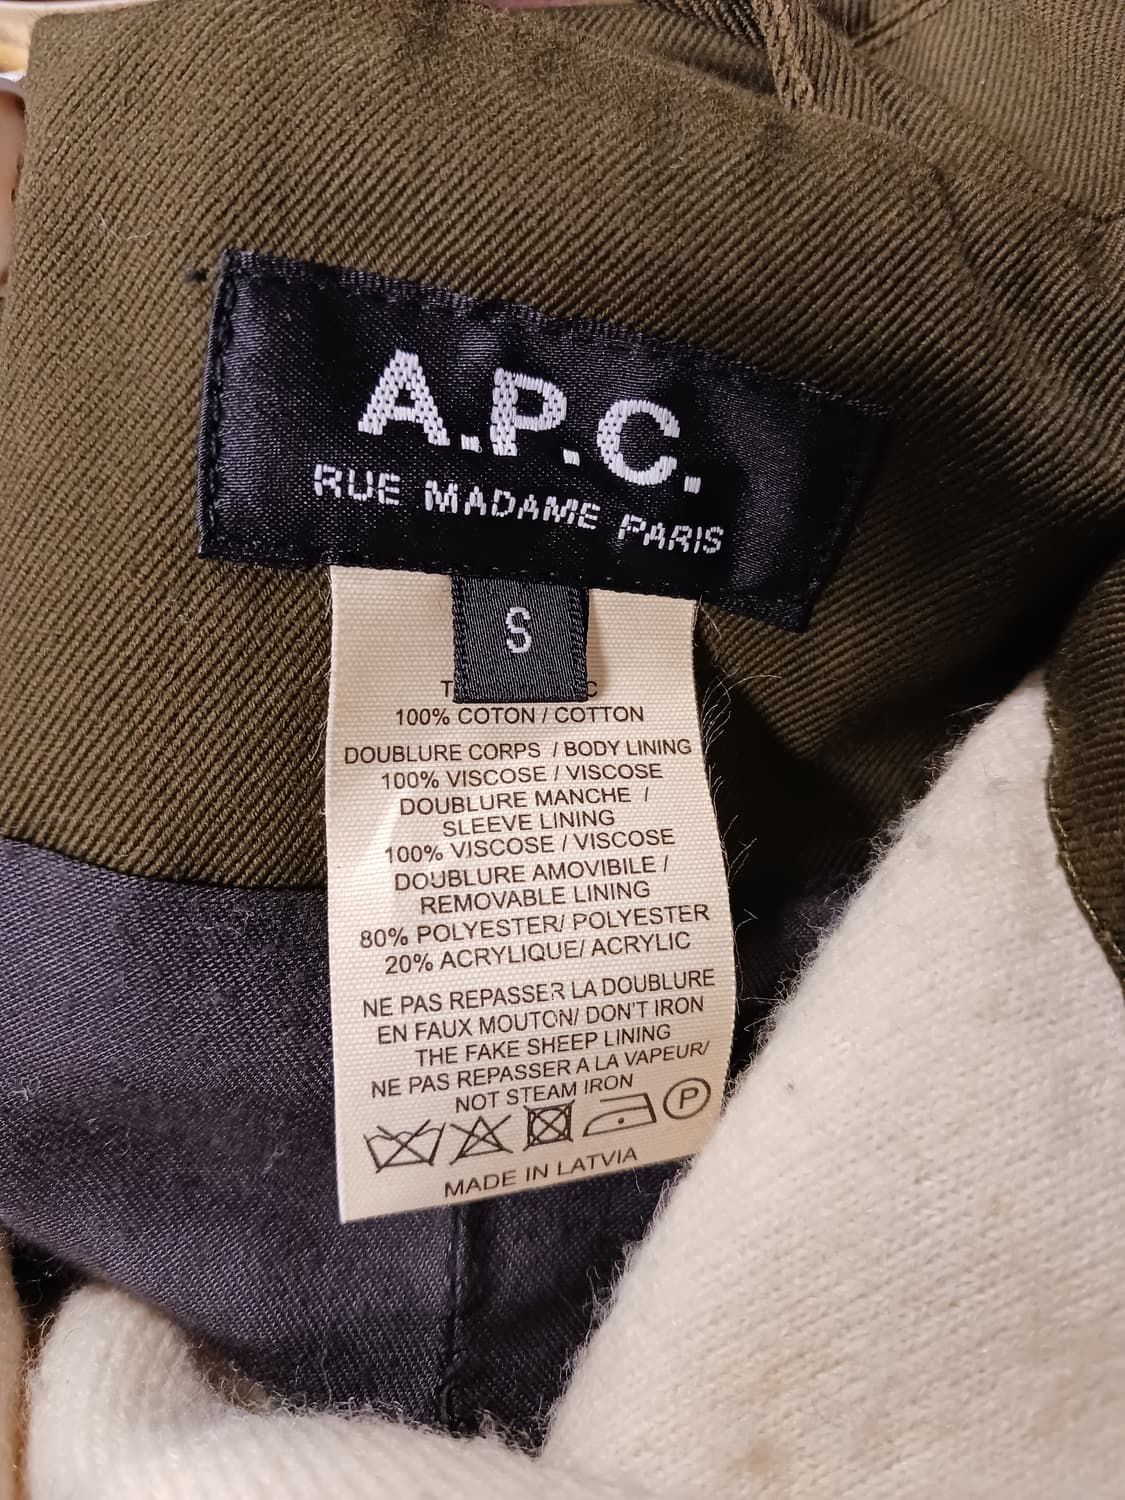 A.P.C.
RUE MADAME PARIS
S
100% COTON / COTTON
DOUBLURE CORPS / BODY LINING
100% VISCOSE / VISCOSE
DOUBLURE MANCHE /
SLEEVE LINING
100% VISCOSE / VISCOSE
DOUBLURE AMOVIBILE /
REMOVABLE LINING
80% POLYESTER/ POLYESTER
20% ACRYLIQUE/ ACRYLIC
NE PAS REPASSER LA DOUBLURE
EN FAUX MOUTON/ DON'T IRON
THE FAKE SHEEP LINING
NE PAS REPASSER A LA VAPEUR/
NOT STEAM IRON
P
MADE IN LATVIA